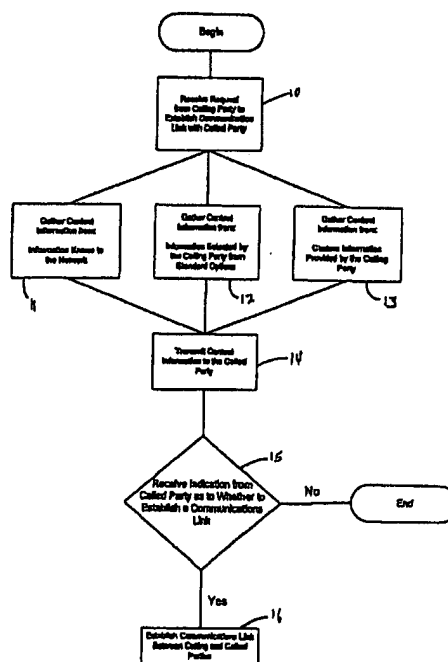 Begin
10
Receive Request
from Calling Party to
Establish Communication
Link with Called Party
Gather Context
Information from:
Information Known to
the Network
11
Gather Context
Information from:
Information Selected by
the Calling Party from
Standard Options
12
Gather Context
Information from:
Custom Information
Provided by the Calling
Party
13
Transmit Context
Information to the Called
Party
14
15
Receive Indication from
Called Party as to Whether to
Establish a Communications
Link
No
End
Yes
16
Establish Communications Link
Between Calling and Called
Parties